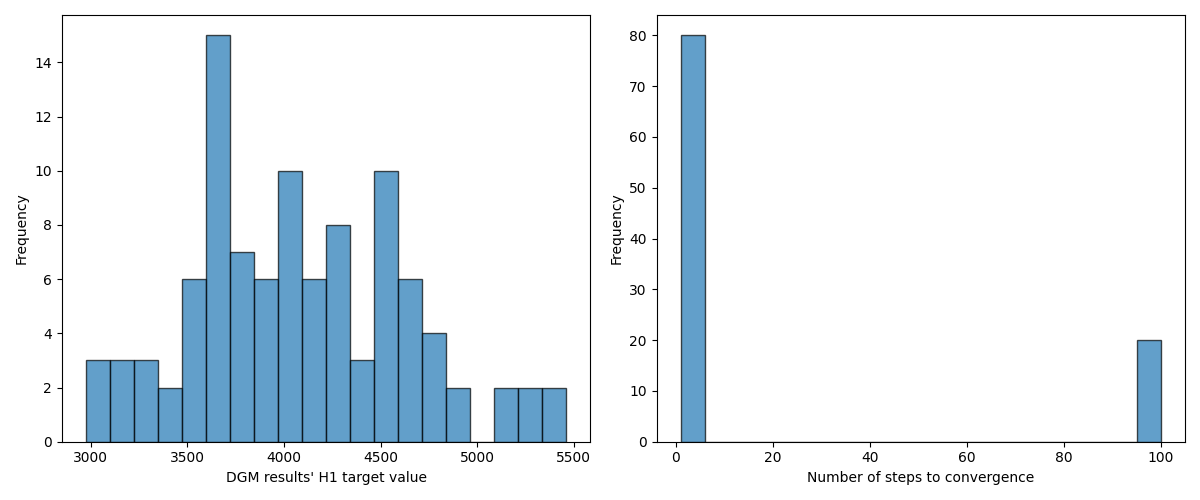 14
12
10
8
6
4
2
0
Frequency
3000 3500 4000 4500 5000 5500
DGM results' H1 target value
80
70
60
50
40
30
20
10
0
Frequency
0 20 40 60 80 100
Number of steps to convergence